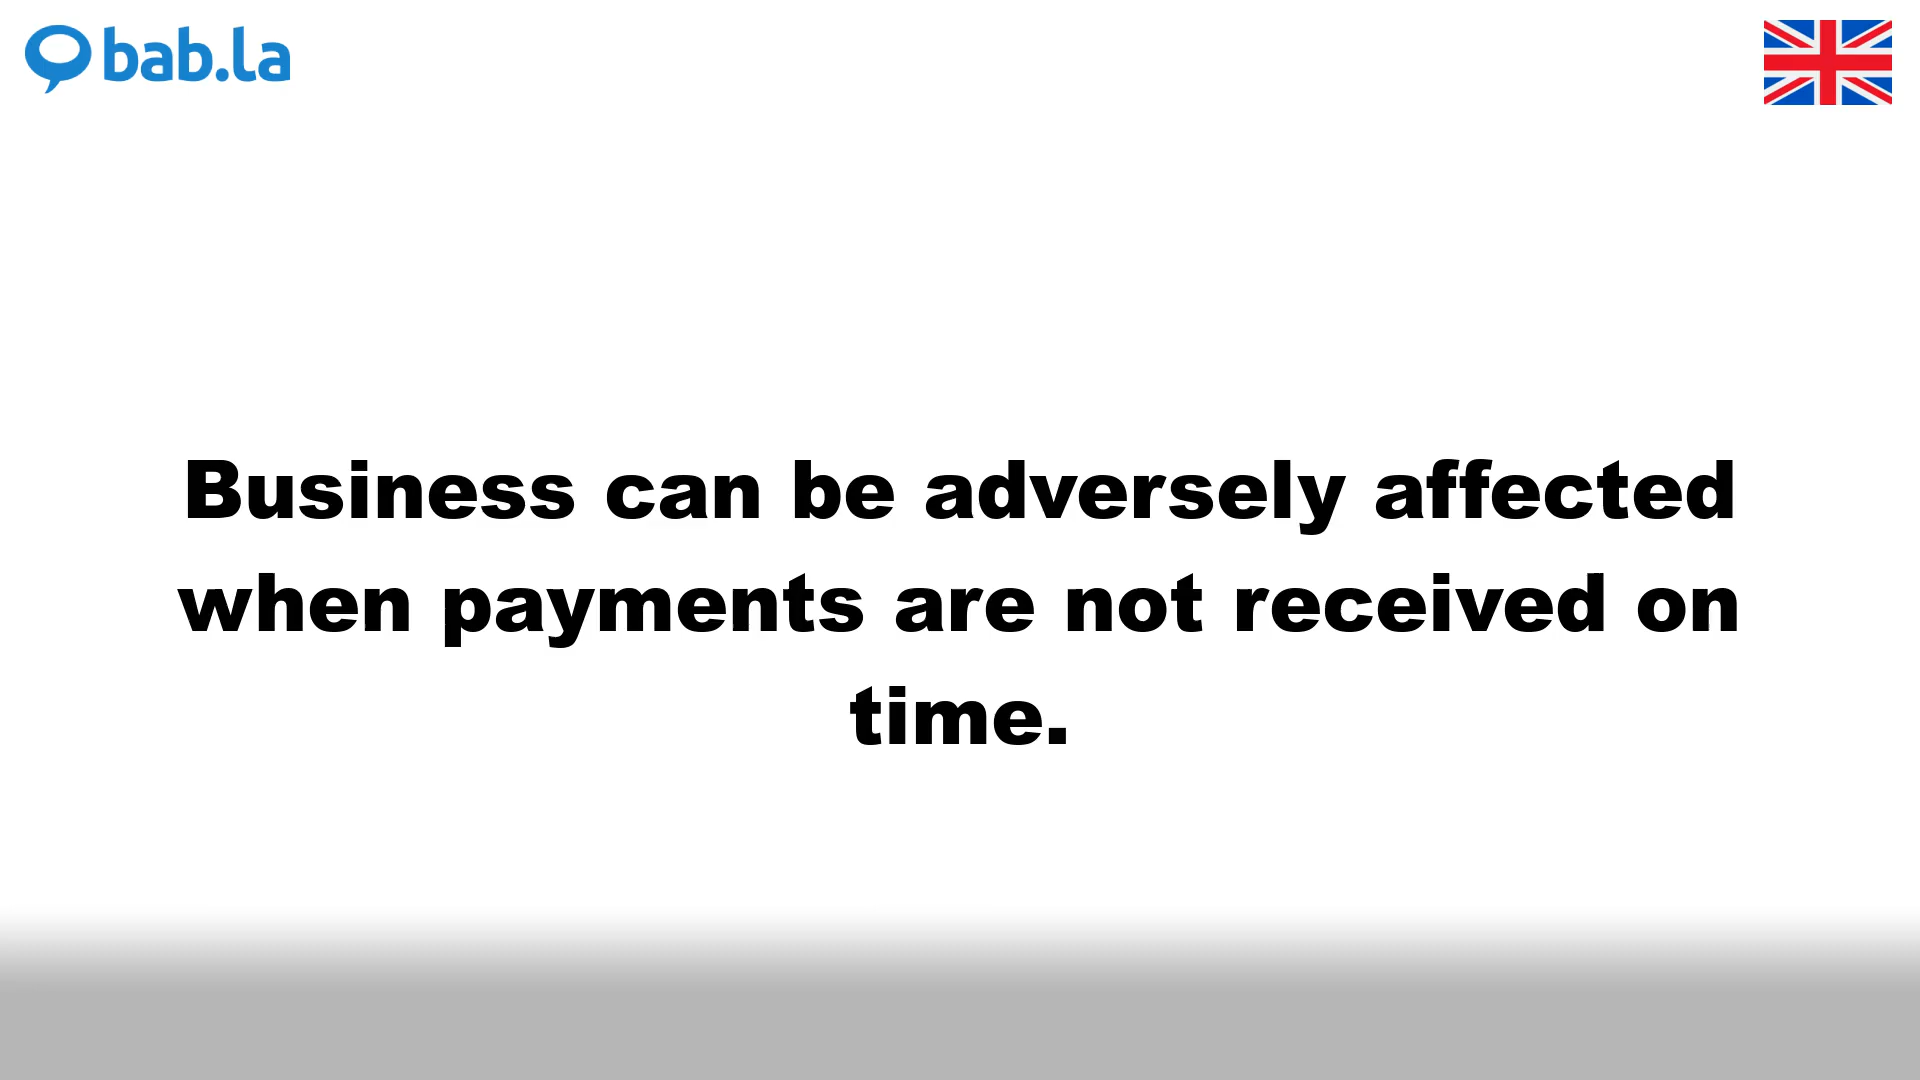 bab.la
Business can be adversely affected
when payments are not received on
time.